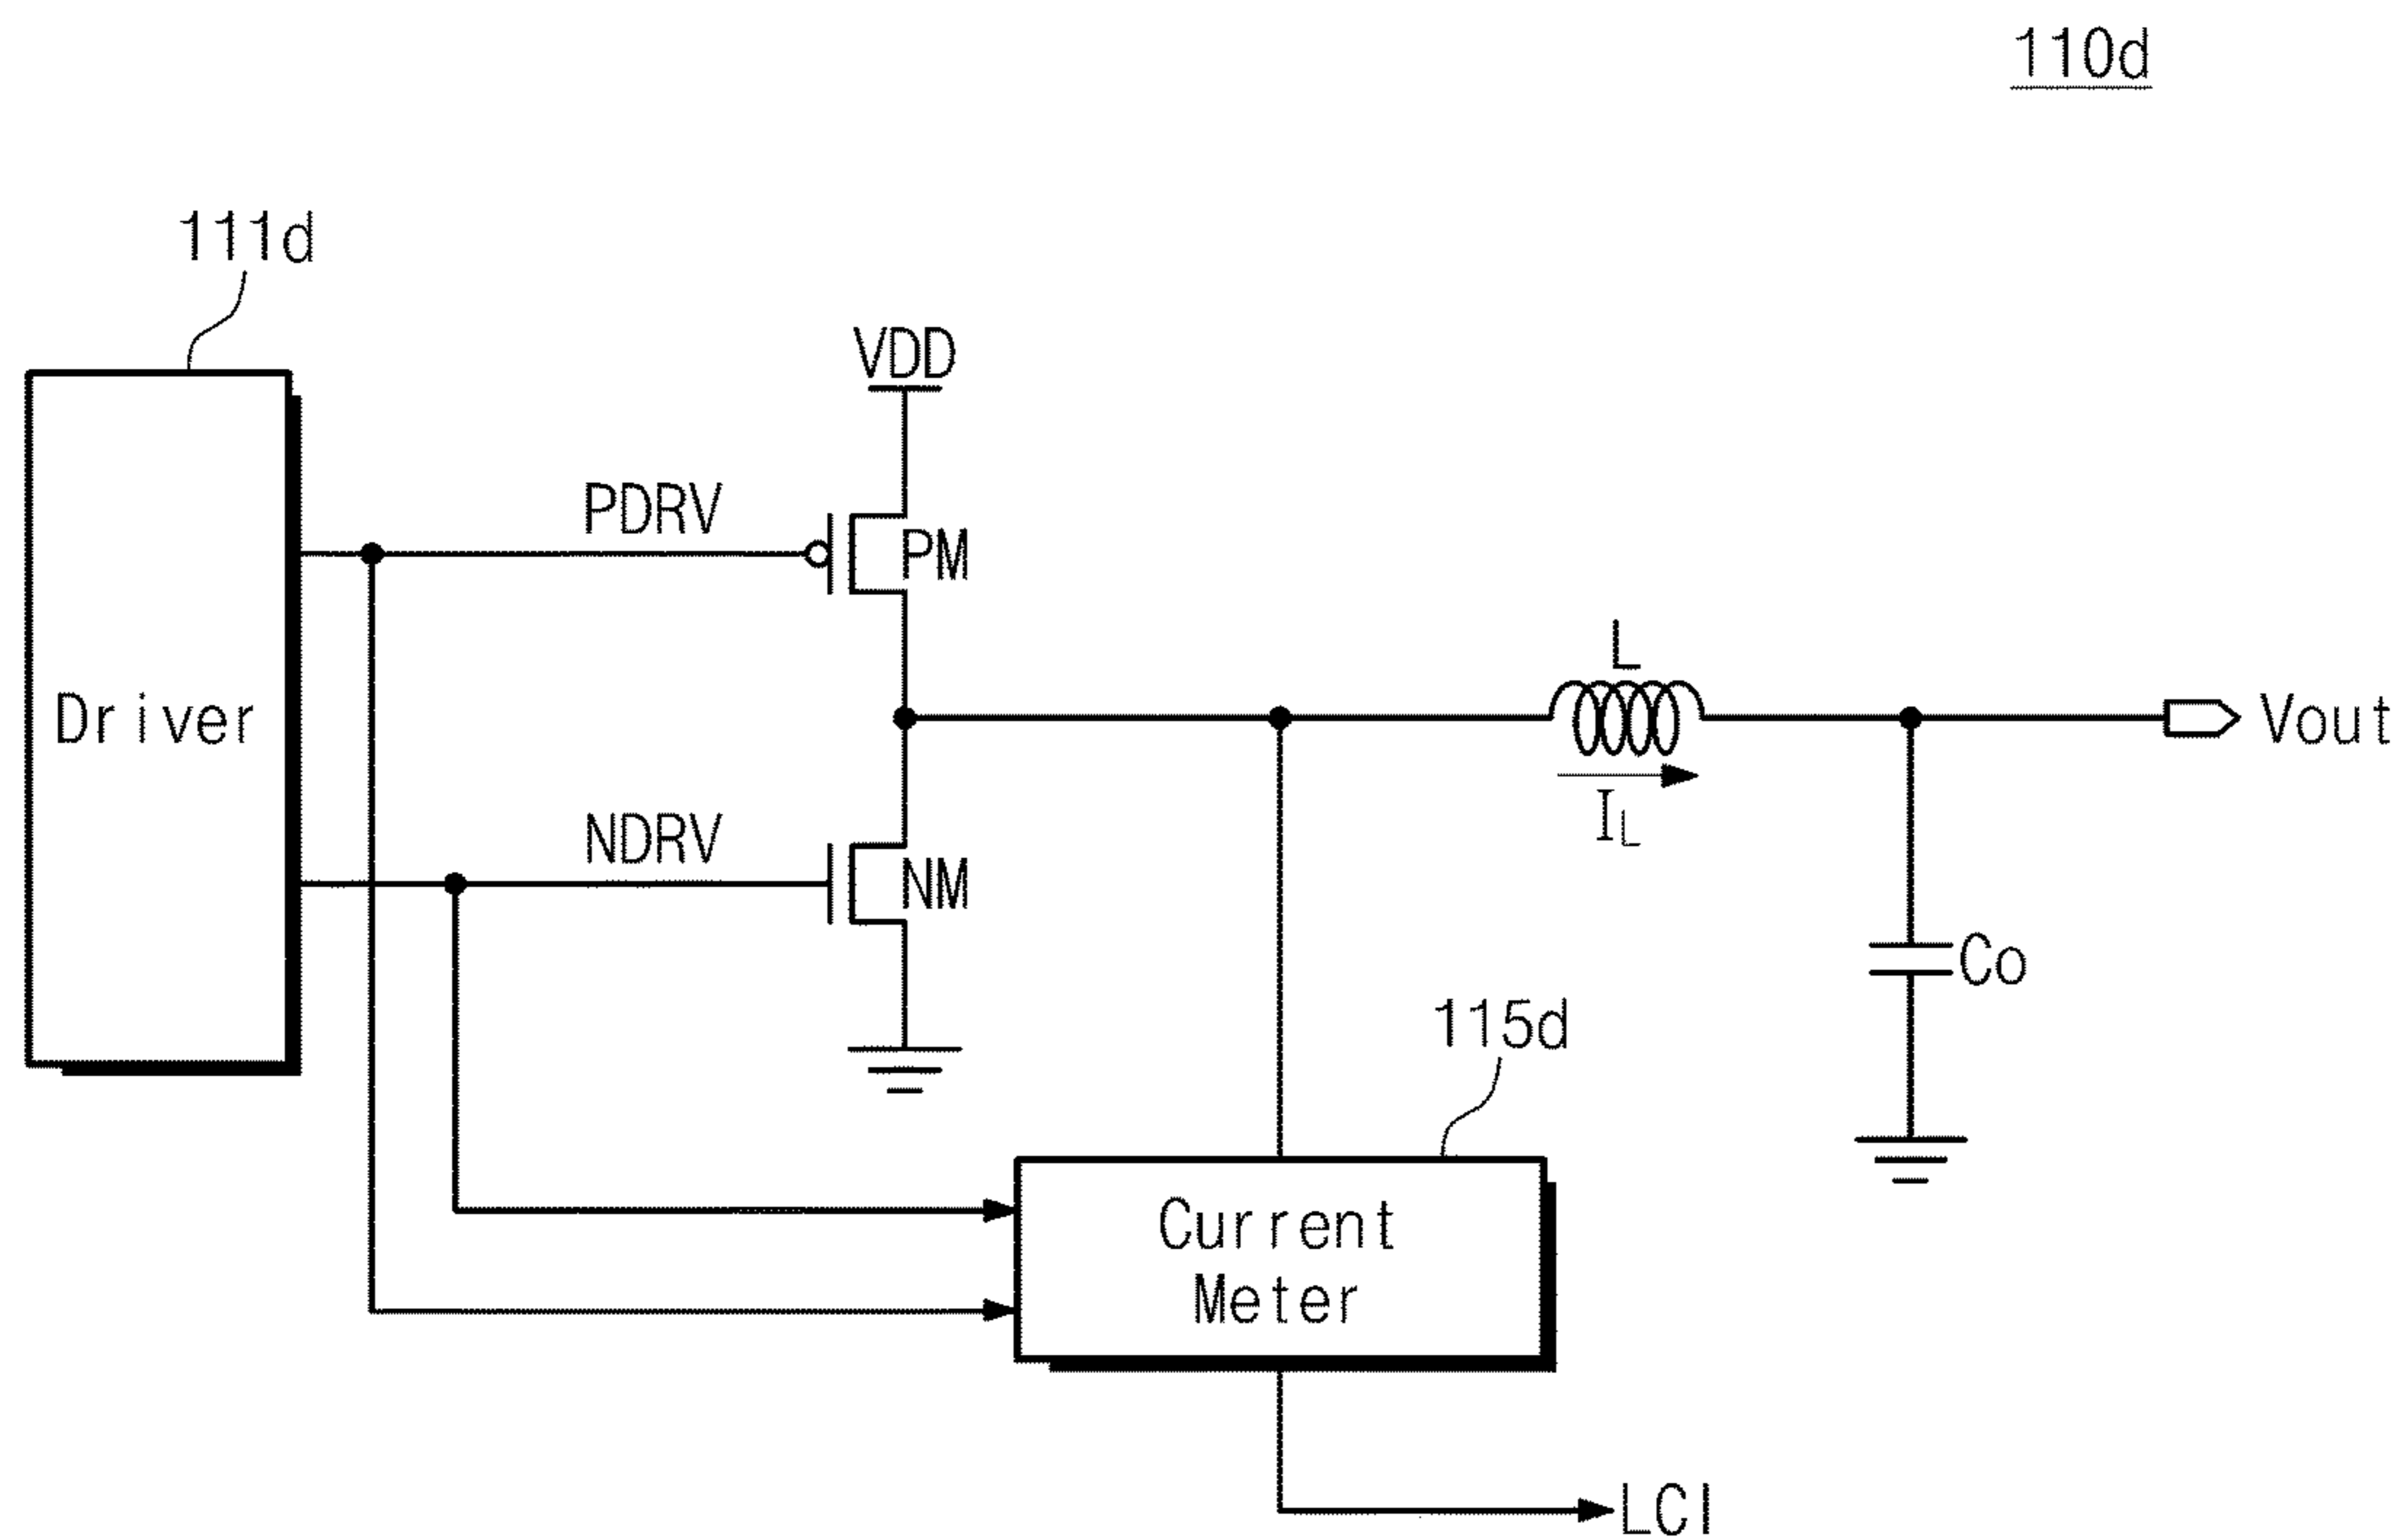 110d
111d
VDD
PDRV
PM
Driver
L
Vout
IL
NDRV
NM
Co
115d
Current
Meter
LCI